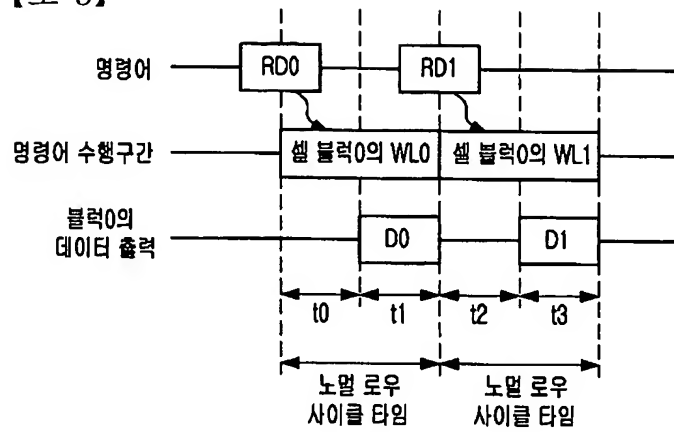 명령어
RD0
RD1
명령어 수행구간
셀 블럭0의 WL0
셀 블럭0의 WL1
블럭0의
데이터 출력
D0
D1
t0
t1
t2
t3
노멀 로우
사이클 타임
노멀 로우
사이클 타임